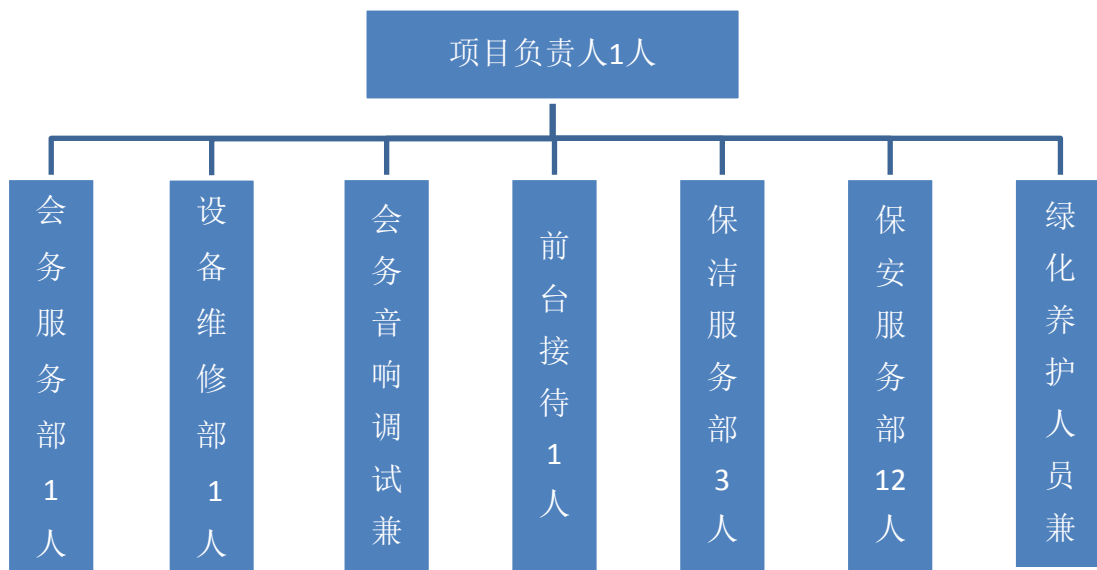 项目负责人1人
会务服务部1人
设备维修部1人
会务音响调试兼
前台接待1人
保洁服务部3人
保安服务部12人
绿化养护人员兼